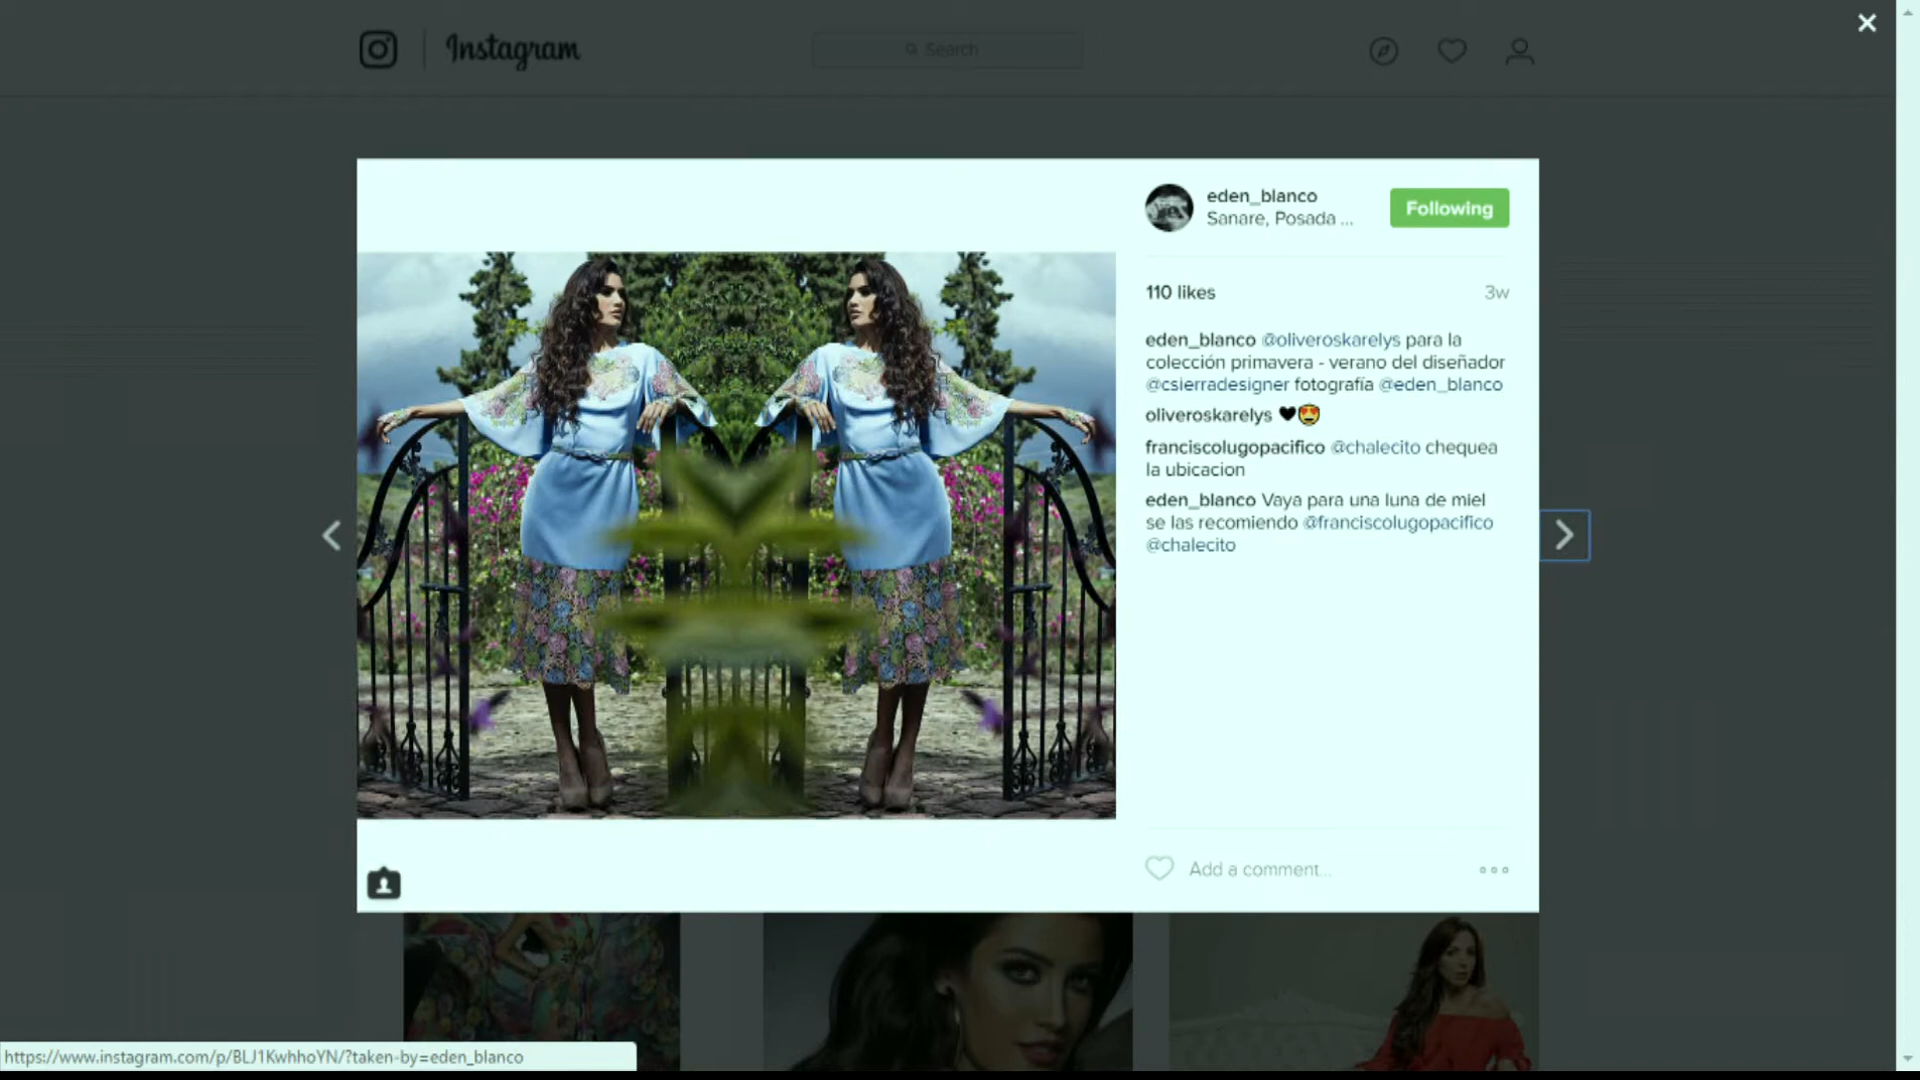 Instagram
Search
eden_blanco
Sanare, Posada ...
Following
110 likes
3w
eden_blanco @oliveroskarelys para la
colección primavera - verano del diseñador
@csierradesigner fotografía @eden_blanco
oliveroskarelys 🖤😍
franciscolugopacifico @chalecito chequea
la ubicacion
eden_blanco Vaya para una luna de miel
se las recomiendo @franciscolugopacifico
@chalecito
Add a comment...
https://www.instagram.com/p/BLJ1KwhhoYN/?taken-by=eden_blanco